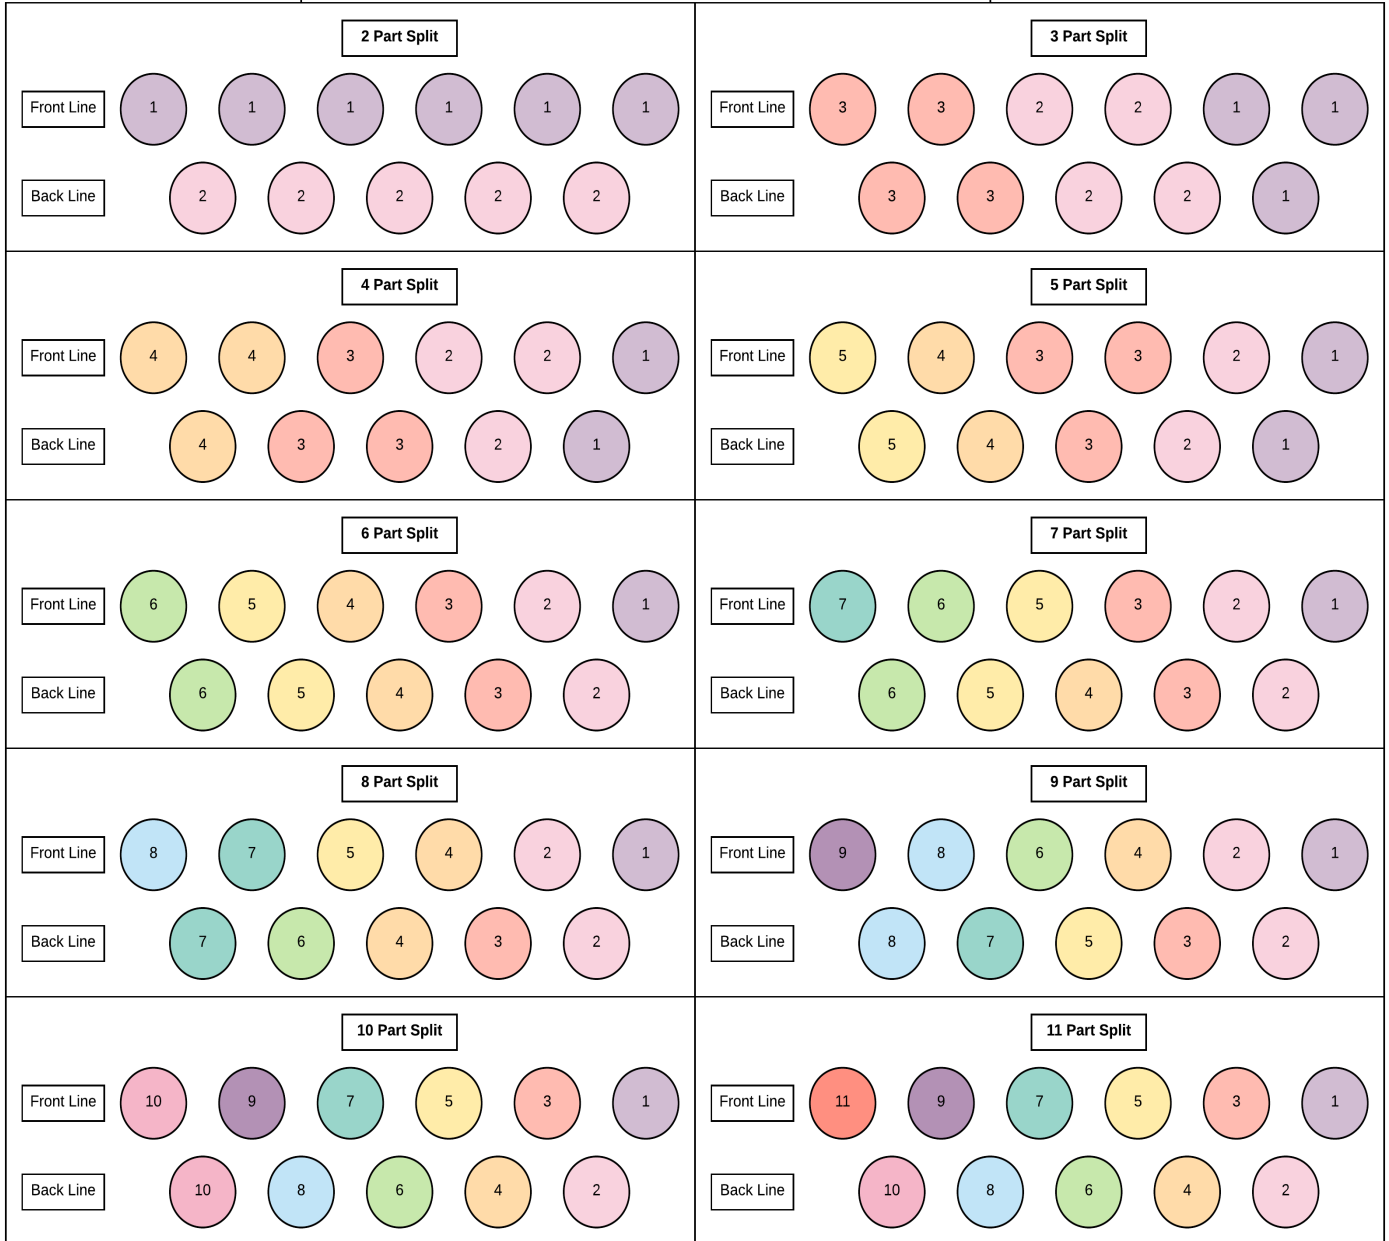 2 Part Split
Front Line 1 1 1 1 1 1
Back Line 2 2 2 2 2
3 Part Split
Front Line 3 3 2 2 1 1
Back Line 3 3 2 2 1
4 Part Split
Front Line 4 4 3 2 2 1
Back Line 4 3 3 2 1
5 Part Split
Front Line 5 4 3 3 2 1
Back Line 5 4 3 2 1
6 Part Split
Front Line 6 5 4 3 2 1
Back Line 6 5 4 3 2
7 Part Split
Front Line 7 6 5 3 2 1
Back Line 6 5 4 3 2
8 Part Split
Front Line 8 7 5 4 2 1
Back Line 7 6 4 3 2
9 Part Split
Front Line 9 8 6 4 2 1
Back Line 8 7 5 3 2
10 Part Split
Front Line 10 9 7 5 3 1
Back Line 10 8 6 4 2
11 Part Split
Front Line 11 9 7 5 3 1
Back Line 10 8 6 4 2